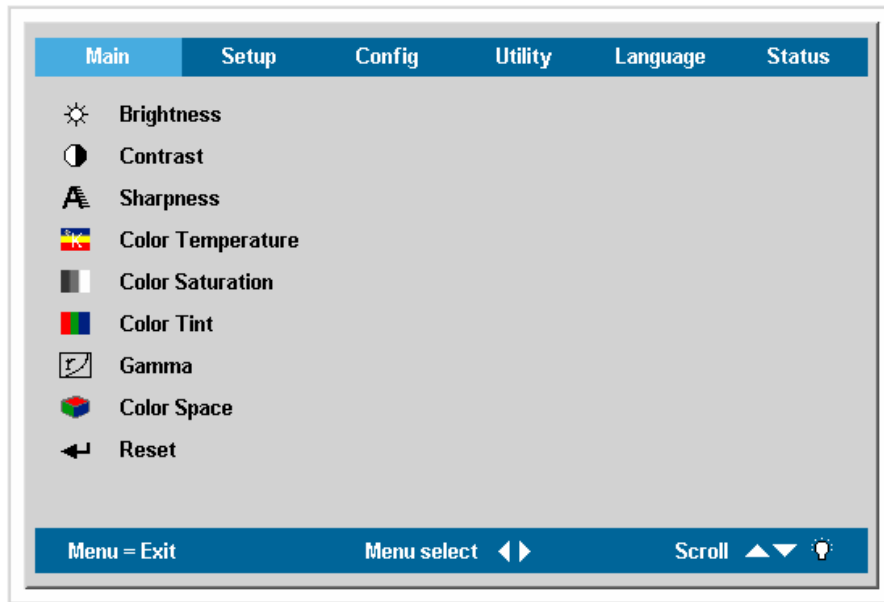 Main Setup Config Utility Language Status
Brightness
Contrast
Sharpness
Color Temperature
Color Saturation
Color Tint
Gamma
Color Space
Reset
Menu = Exit Menu select Scroll